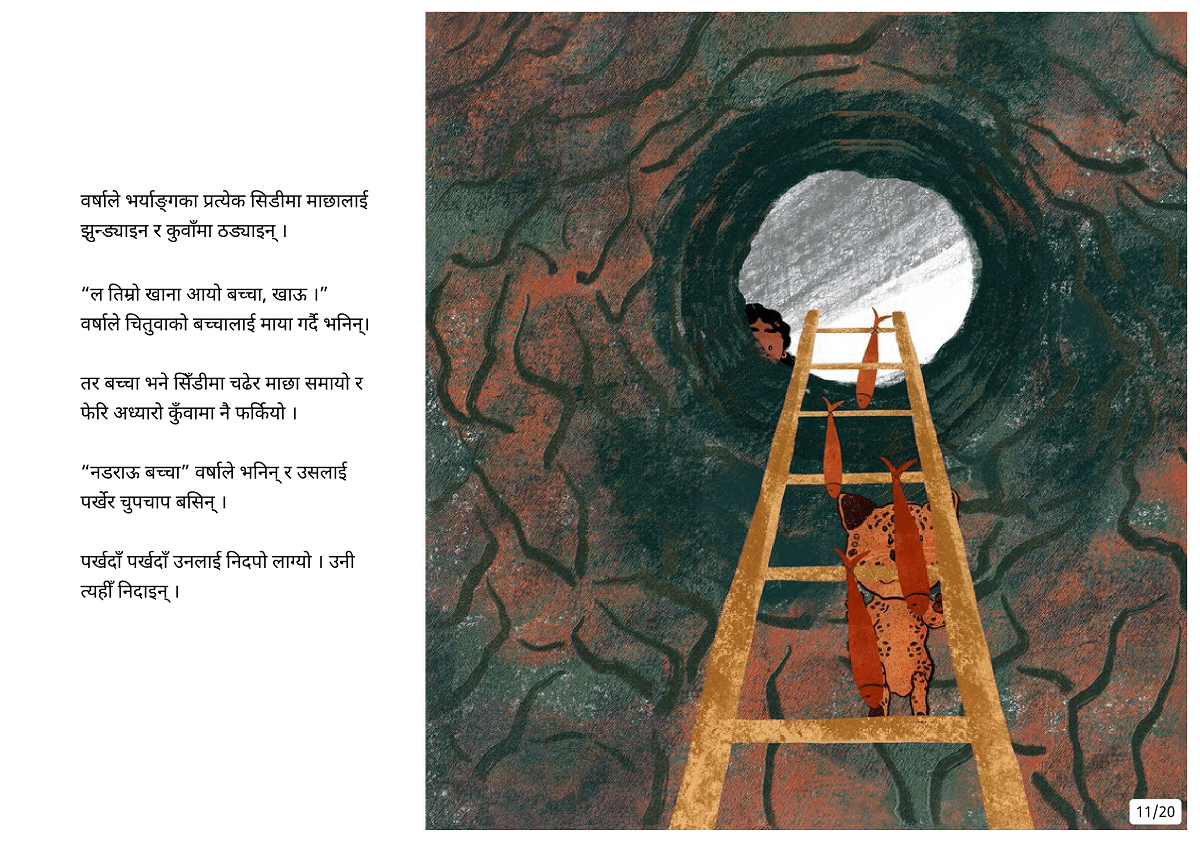 वर्षाले भर्याङ्गका प्रत्येक सिडीमा माछालाई
झुन्ड्याइन र कुवाँमा ठड्याइन् ।
“ल तिम्रो खाना आयो बच्चा, खाऊ ।”
वर्षाले चितुवाको बच्चालाई माया गर्दै भनिन्।
तर बच्चा भने सिँडीमा चढेर माछा समायो र
फेरि अध्यारो कुँवामा नै फर्कियो ।
“नडराऊ बच्चा” वर्षाले भनिन् र उसलाई
पर्खेर चुपचाप बसिन् ।
पर्खदाँ पर्खदाँ उनलाई निदपो लाग्यो । उनी
त्यहीँ निदाइन् ।
11/20